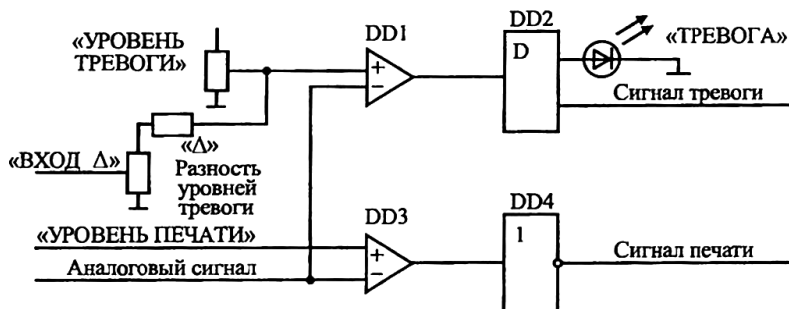 «УРОВЕНЬ
ТРЕВОГИ»
DD1
+
−
DD2
D
«ТРЕВОГА»
Сигнал тревоги
«ВХОД Δ»
«Δ»
Разность
уровней
тревоги
«УРОВЕНЬ ПЕЧАТИ»
Аналоговый сигнал
DD3
+
−
DD4
1
Сигнал печати